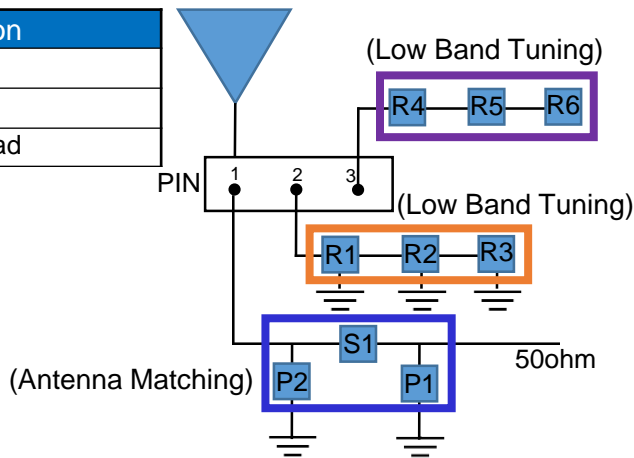 on
ad
(Low Band Tuning)
R4 R5 R6
PIN 1 2 3
(Low Band Tuning)
R1 R2 R3
S1
50ohm
(Antenna Matching) P2 P1